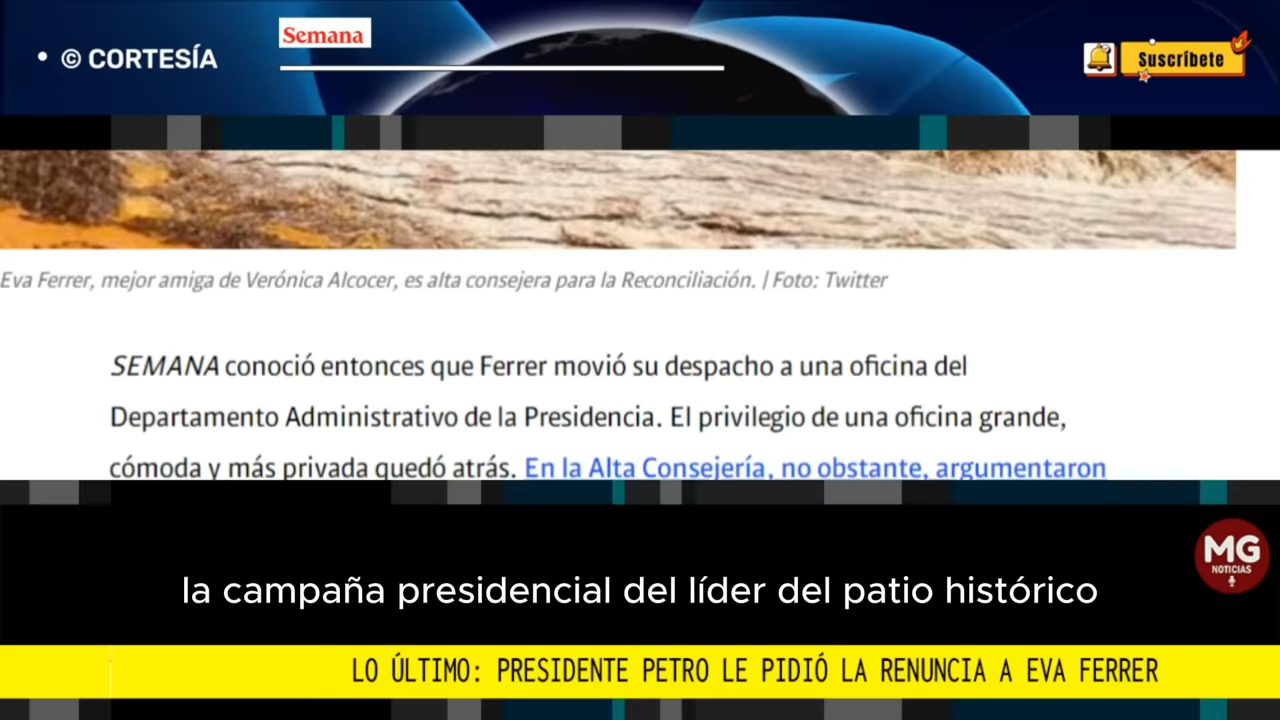 • © CORTESÍA
Semana
Suscríbete
Eva Ferrer, mejor amiga de Verónica Alcocer, es alta consejera para la Reconciliación. | Foto: Twitter
SEMANA conoció entonces que Ferrer movió su despacho a una oficina del
Departamento Administrativo de la Presidencia. El privilegio de una oficina grande,
cómoda y más privada quedó atrás. En la Alta Consejería, no obstante, argumentaron
MG
NOTICIAS
la campaña presidencial del líder del patio histórico
LO ÚLTIMO: PRESIDENTE PETRO LE PIDIÓ LA RENUNCIA A EVA FERRER